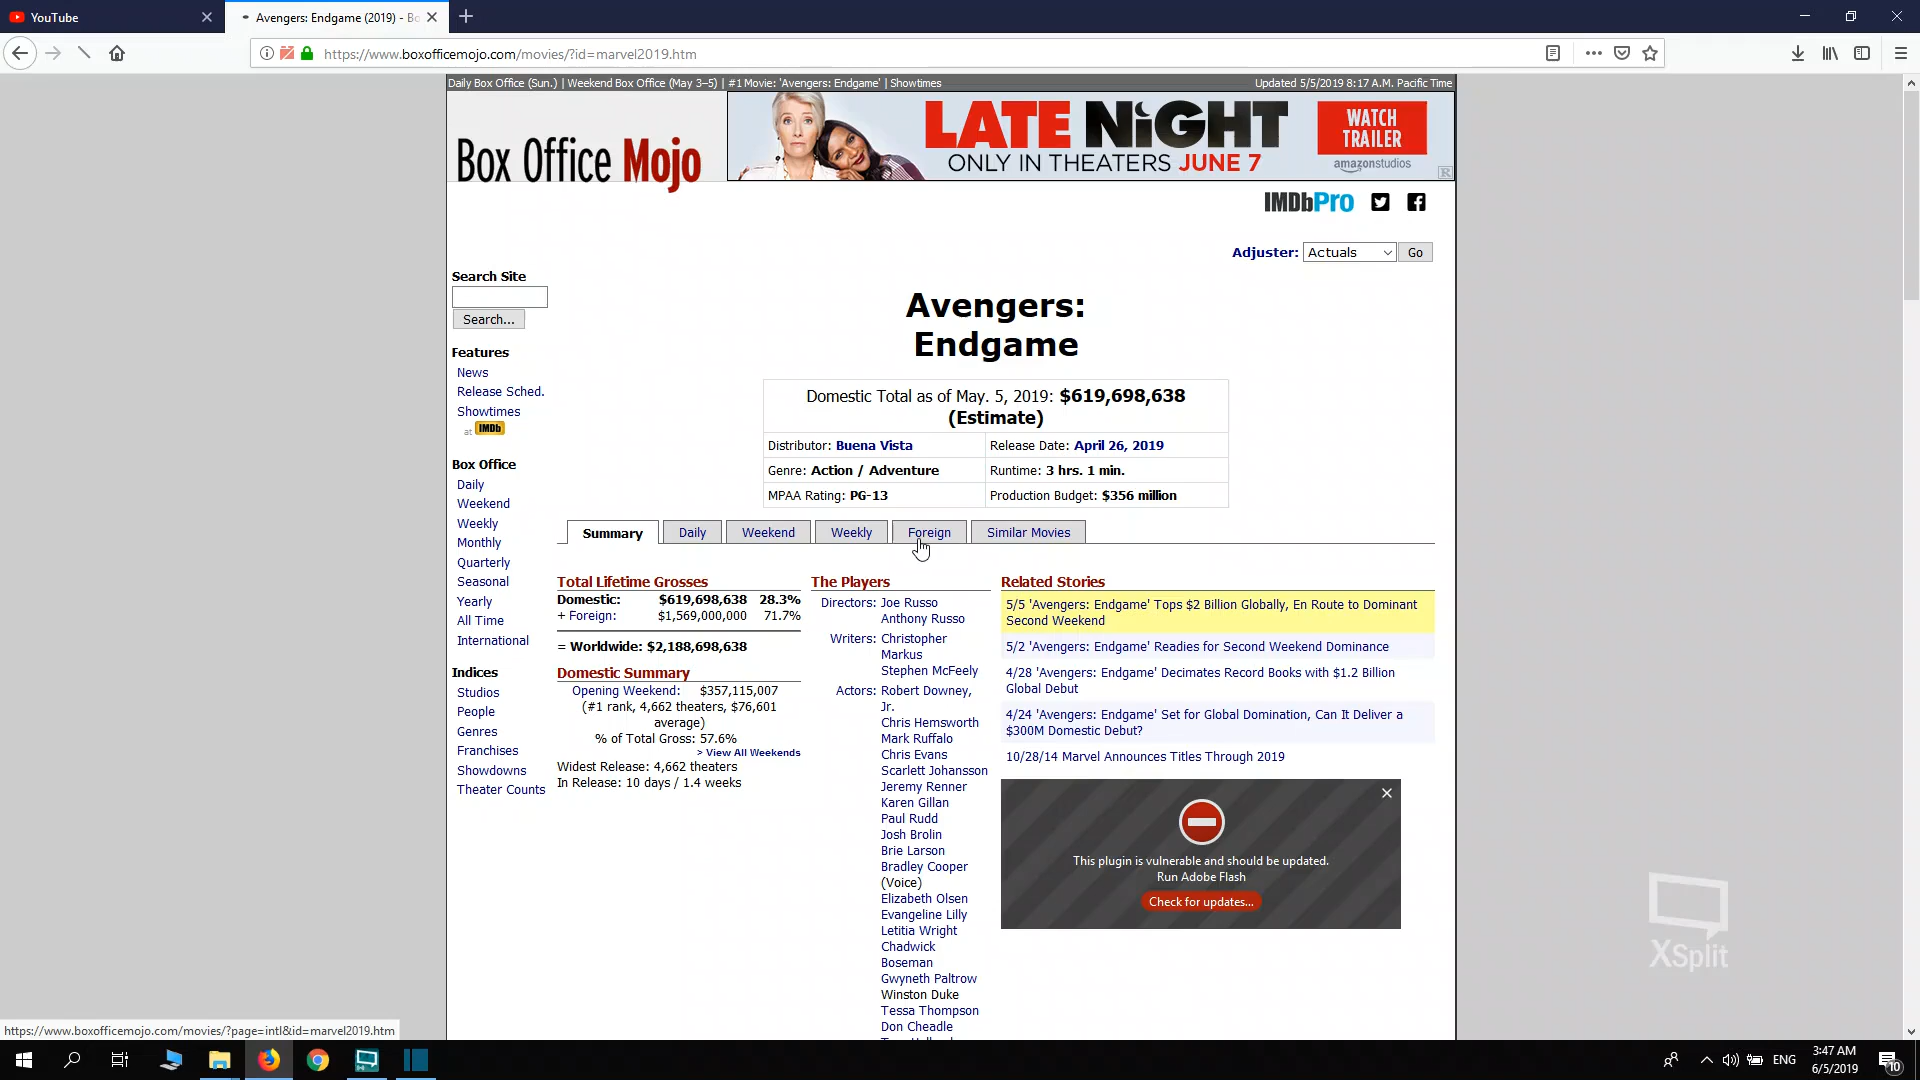 YouTube
Avengers: Endgame (2019) - Bo
https://www.boxofficemojo.com/movies/?id=marvel2019.htm
Daily Box Office (Sun.) | Weekend Box Office (May 3–5) | #1 Movie: 'Avengers: Endgame' | Showtimes
Updated 5/5/2019 8:17 A.M. Pacific Time
Box Office Mojo
LATE NiGHT
ONLY IN THEATERS JUNE 7
WATCH
TRAILER
amazonstudios
R
IMDbPro
Adjuster: Actuals Go
Search Site
Search...
Features
News
Release Sched.
Showtimes
at IMDb
Box Office
Daily
Weekend
Weekly
Monthly
Quarterly
Seasonal
Yearly
All Time
International
Indices
Studios
People
Genres
Franchises
Showdowns
Theater Counts
Avengers:
Endgame
Domestic Total as of May. 5, 2019: $619,698,638
(Estimate)
Distributor: Buena Vista
Release Date: April 26, 2019
Genre: Action / Adventure
Runtime: 3 hrs. 1 min.
MPAA Rating: PG-13
Production Budget: $356 million
Summary
Daily
Weekend
Weekly
Foreign
Similar Movies
Total Lifetime Grosses
Domestic: $619,698,638 28.3%
+ Foreign: $1,569,000,000 71.7%
= Worldwide: $2,188,698,638
Domestic Summary
Opening Weekend: $357,115,007
(#1 rank, 4,662 theaters, $76,601
average)
% of Total Gross: 57.6%
> View All Weekends
Widest Release: 4,662 theaters
In Release: 10 days / 1.4 weeks
The Players
Directors: Joe Russo
Anthony Russo
Writers: Christopher
Markus
Stephen McFeely
Actors: Robert Downey,
Jr.
Chris Hemsworth
Mark Ruffalo
Chris Evans
Scarlett Johansson
Jeremy Renner
Karen Gillan
Paul Rudd
Josh Brolin
Brie Larson
Bradley Cooper
(Voice)
Elizabeth Olsen
Evangeline Lilly
Letitia Wright
Chadwick
Boseman
Gwyneth Paltrow
Winston Duke
Tessa Thompson
Don Cheadle
Related Stories
5/5 'Avengers: Endgame' Tops $2 Billion Globally, En Route to Dominant
Second Weekend
5/2 'Avengers: Endgame' Readies for Second Weekend Dominance
4/28 'Avengers: Endgame' Decimates Record Books with $1.2 Billion
Global Debut
4/24 'Avengers: Endgame' Set for Global Domination, Can It Deliver a
$300M Domestic Debut?
10/28/14 Marvel Announces Titles Through 2019
This plugin is vulnerable and should be updated.
Run Adobe Flash
Check for updates...
XSplit
https://www.boxofficemojo.com/movies/?page=intl&id=marvel2019.htm
ENG
3:47 AM
6/5/2019
10